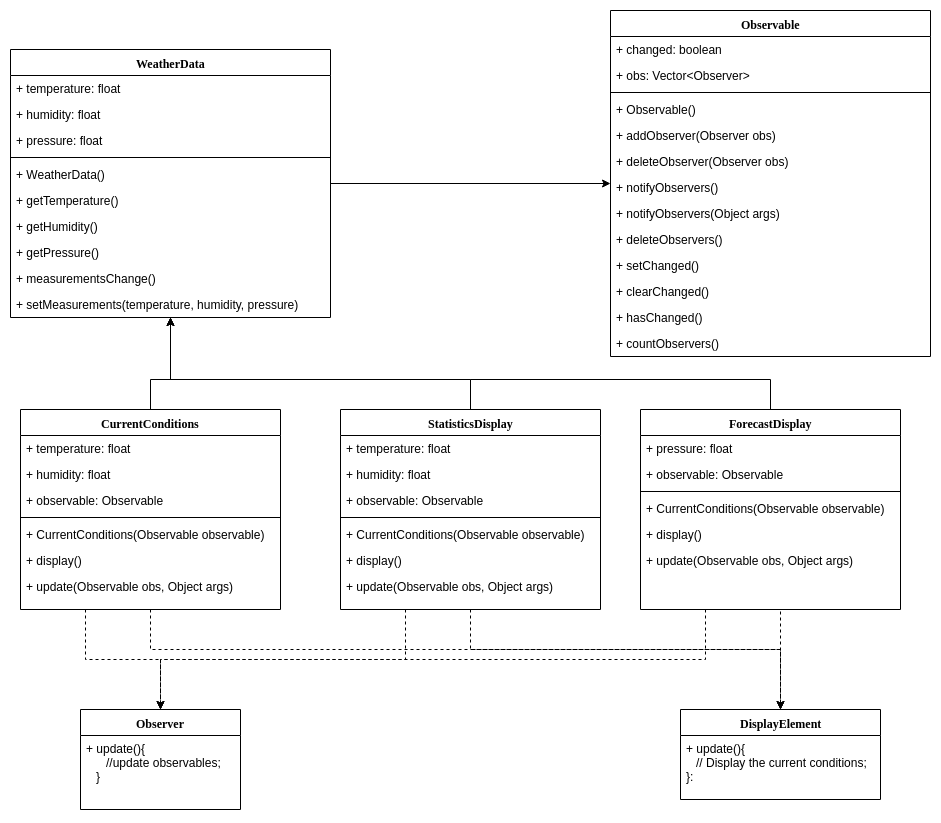 WeatherData
+ temperature: float
+ humidity: float
+ pressure: float
+ WeatherData()
+ getTemperature()
+ getHumidity()
+ getPressure()
+ measurementsChange()
+ setMeasurements(temperature, humidity, pressure)
Observable
+ changed: boolean
+ obs: Vector<Observer>
+ Observable()
+ addObserver(Observer obs)
+ deleteObserver(Observer obs)
+ notifyObservers()
+ notifyObservers(Object args)
+ deleteObservers()
+ setChanged()
+ clearChanged()
+ hasChanged()
+ countObservers()
CurrentConditions
+ temperature: float
+ humidity: float
+ observable: Observable
+ CurrentConditions(Observable observable)
+ display()
+ update(Observable obs, Object args)
StatisticsDisplay
+ temperature: float
+ humidity: float
+ observable: Observable
+ CurrentConditions(Observable observable)
+ display()
+ update(Observable obs, Object args)
ForecastDisplay
+ pressure: float
+ observable: Observable
+ CurrentConditions(Observable observable)
+ display()
+ update(Observable obs, Object args)
Observer
+ update(){
//update observables;
}
DisplayElement
+ update(){
// Display the current conditions;
}: